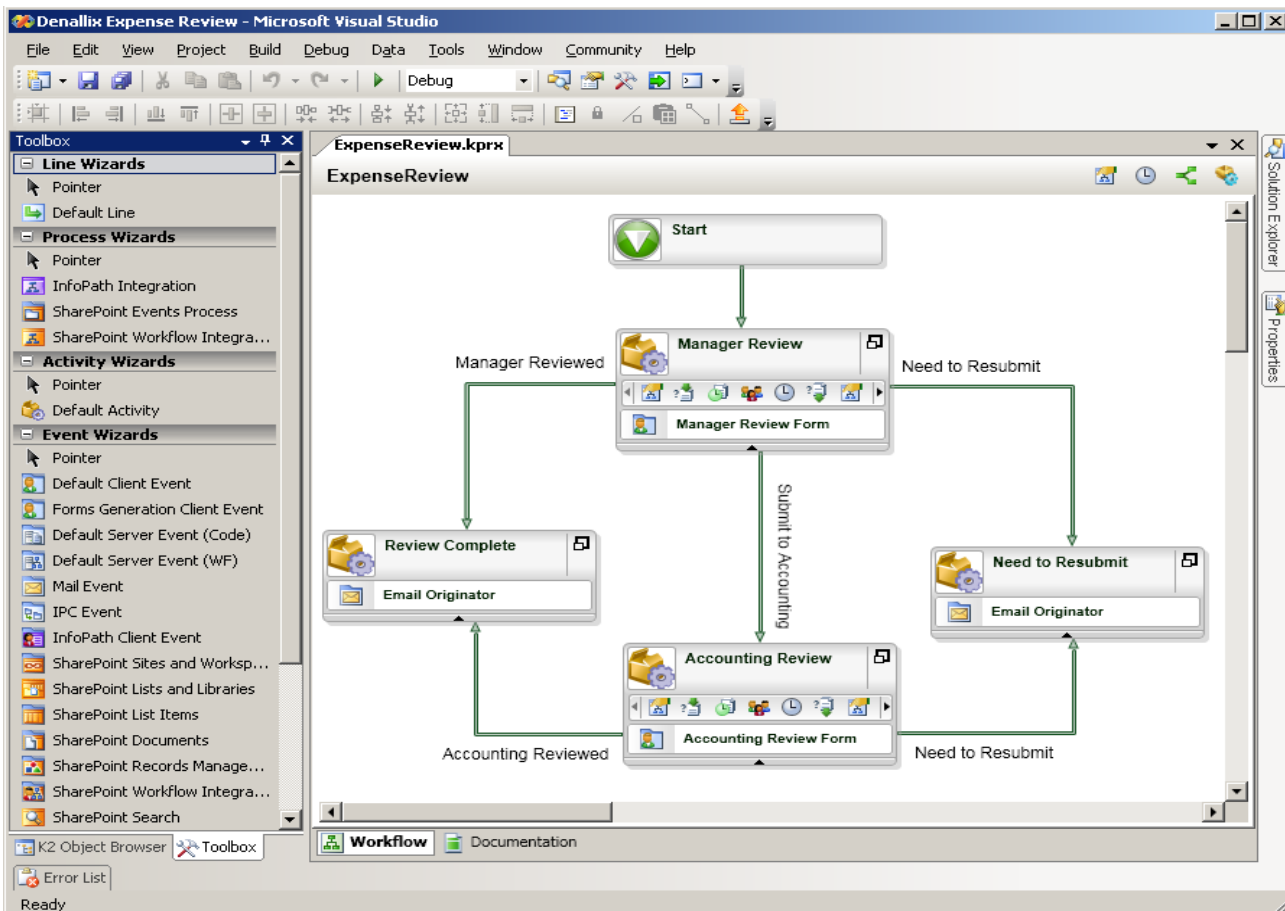 Denallix Expense Review - Microsoft Visual Studio
File Edit View Project Build Debug Data Tools Window Community Help
Debug
Toolbox
Line Wizards
Pointer
Default Line
Process Wizards
Pointer
InfoPath Integration
SharePoint Events Process
SharePoint Workflow Integra...
Activity Wizards
Pointer
Default Activity
Event Wizards
Pointer
Default Client Event
Forms Generation Client Event
Default Server Event (Code)
Default Server Event (WF)
Mail Event
IPC Event
InfoPath Client Event
SharePoint Sites and Worksp...
SharePoint Lists and Libraries
SharePoint List Items
SharePoint Documents
SharePoint Records Manage...
SharePoint Workflow Integra...
SharePoint Search
K2 Object Browser Toolbox
Error List
Ready
ExpenseReview.kprx
ExpenseReview
Start
Manager Reviewed
Manager Review
Manager Review Form
Need to Resubmit
Submit to Accounting
Review Complete
Email Originator
Need to Resubmit
Email Originator
Accounting Review
Accounting Review Form
Accounting Reviewed
Need to Resubmit
Workflow Documentation
Solution Explorer
Properties